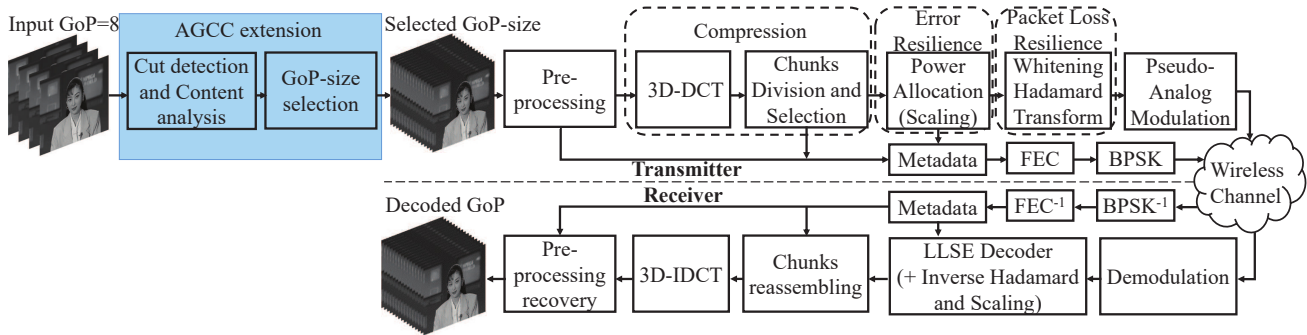 Input GoP=8
AGCC extension
Cut detection
and Content
analysis
GoP-size
selection
Selected GoP-size
Pre-
processing
Compression
3D-DCT
Chunks
Division and
Selection
Error
Resilience
Power
Allocation
(Scaling)
Packet Loss
Resilience
Whitening
Hadamard
Transform
Pseudo-
Analog
Modulation
Transmitter
Metadata
FEC
BPSK
Wireless
Channel
Receiver
Metadata
FEC-1
BPSK-1
Decoded GoP
Pre-
processing
recovery
3D-IDCT
Chunks
reassembling
LLSE Decoder
(+ Inverse Hadamard
and Scaling)
Demodulation